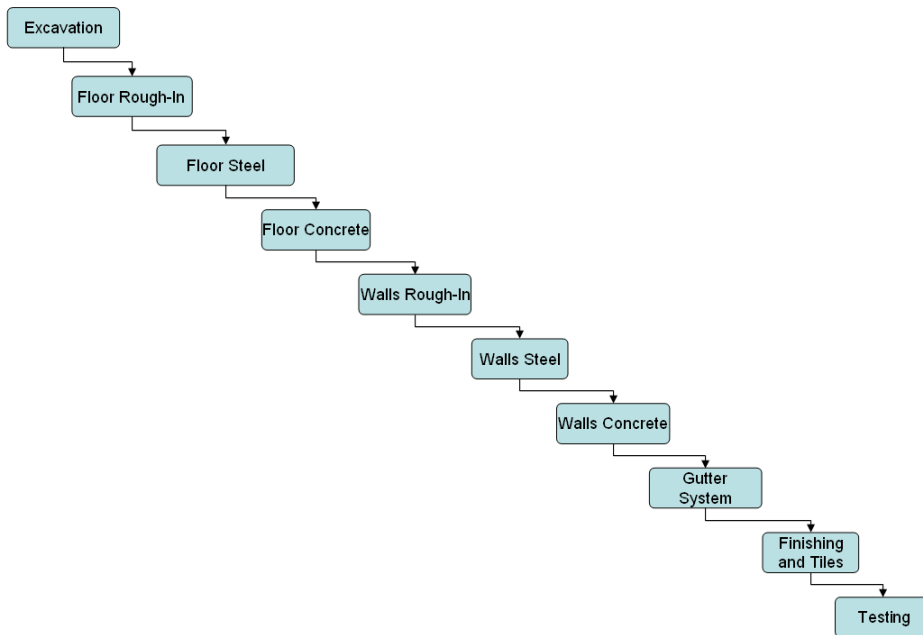 Excavation
Floor Rough-In
Floor Steel
Floor Concrete
Walls Rough-In
Walls Steel
Walls Concrete
Gutter
System
Finishing
and Tiles
Testing